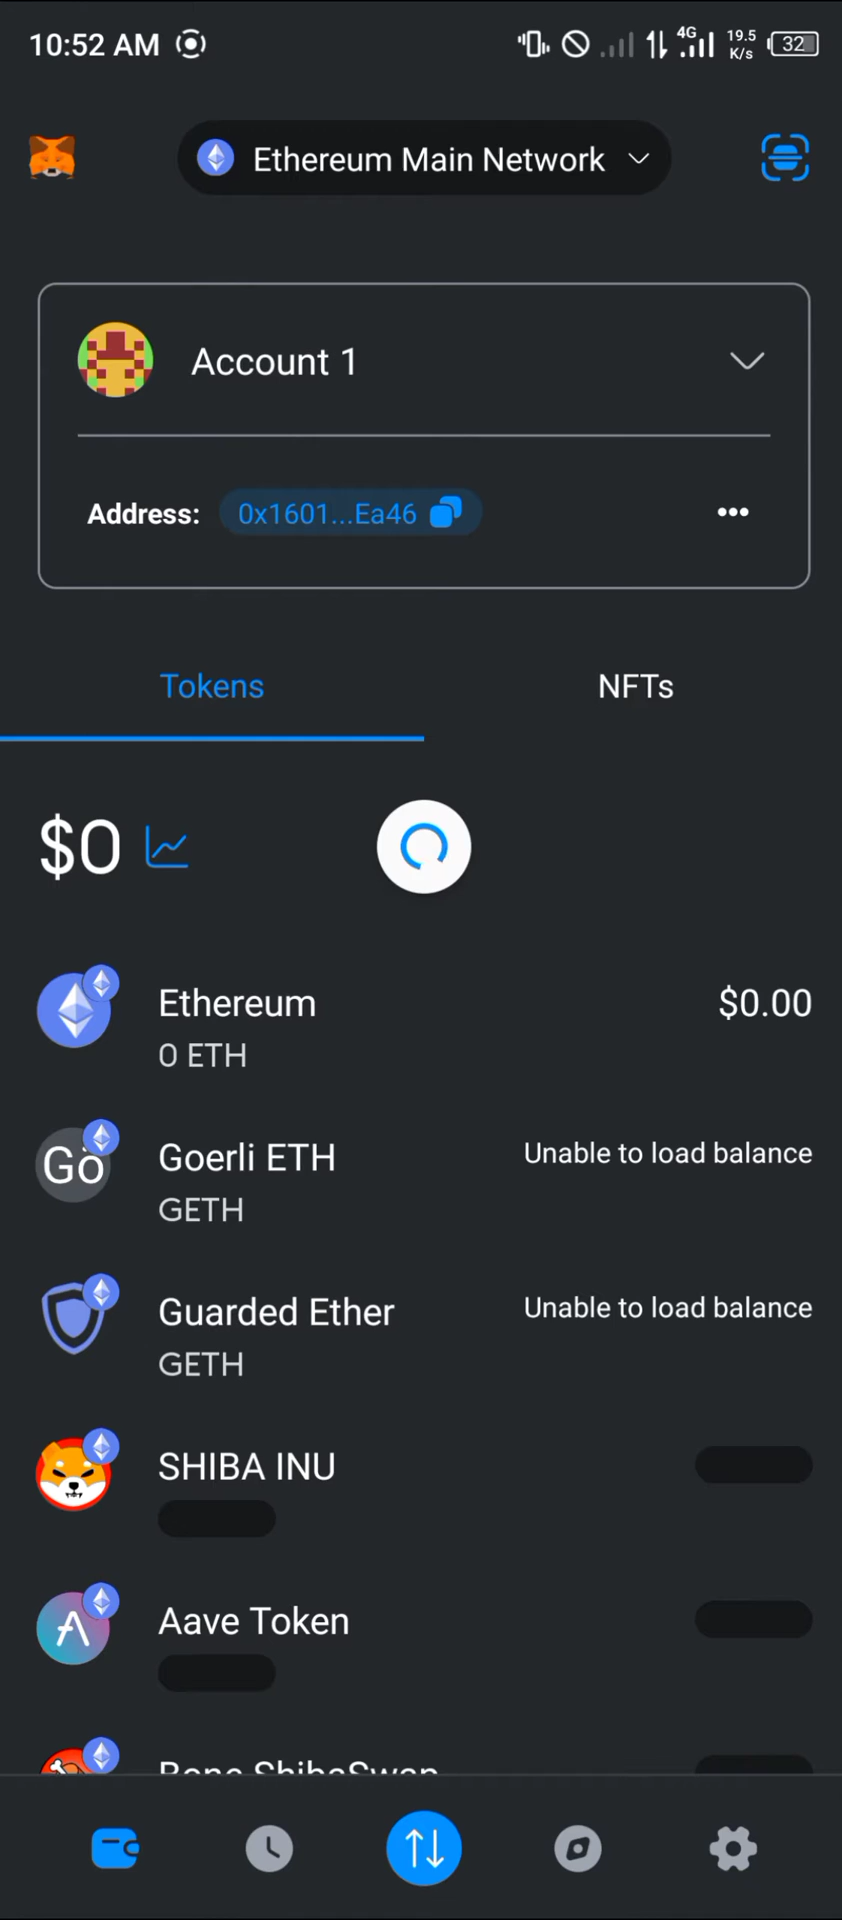 10:52 AM
4G
19.5
K/s
32
Ethereum Main Network
Account 1
Address: 0x1601...Ea46
Tokens
NFTs
$0
Ethereum
$0.00
0 ETH
Go
Goerli ETH
Unable to load balance
GETH
Guarded Ether
Unable to load balance
GETH
SHIBA INU
Aave Token
Bone ShibaSwap